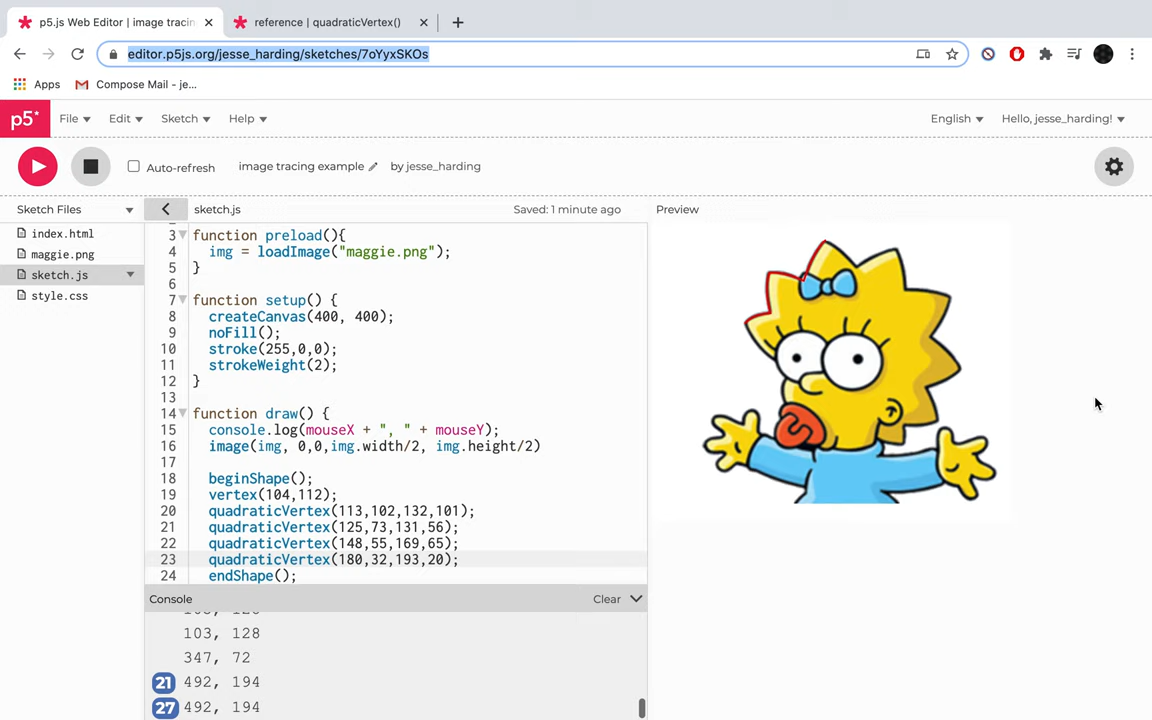 p5.js Web Editor | image tracin
reference | quadraticVertex()
editor.p5js.org/jesse_harding/sketches/7oYyxSKOs
Apps
Compose Mail - je...
p5*
File
Edit
Sketch
Help
English
Hello, jesse_harding!
Auto-refresh
image tracing example
by jesse_harding
Sketch Files
sketch.js
Saved: 1 minute ago
Preview
index.html
maggie.png
sketch.js
style.css
3 function preload(){
4 img = loadImage("maggie.png");
5 }
6
7 function setup() {
8 createCanvas(400, 400);
9 noFill();
10 stroke(255,0,0);
11 strokeWeight(2);
12 }
13
14 function draw() {
15 console.log(mouseX + ", " + mouseY);
16 image(img, 0,0,img.width/2, img.height/2)
17
18 beginShape();
19 vertex(104,112);
20 quadraticVertex(113,102,132,101);
21 quadraticVertex(125,73,131,56);
22 quadraticVertex(148,55,169,65);
23 quadraticVertex(180,32,193,20);
24 endShape();
Console
Clear
103, 128
347, 72
21 492, 194
27 492, 194